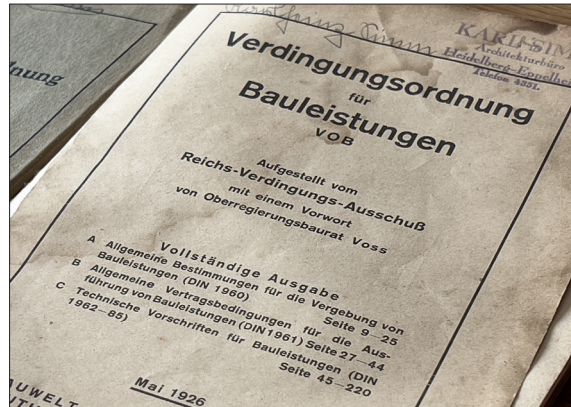 KARL SIM
Architekturbüro
Heidelberg-Eppelhei
Telefon 4351.
nung
Verdingungsordnung
für
Bauleistungen
VOB
Aufgestellt vom
Reichs-Verdingungs-Ausschuß
mit einem Vorwort
von Oberregierungsbaurat Voss
Vollständige Ausgabe
A Allgemeine Bestimmungen für die Vergebung von
Bauleistungen (DIN 1960) Seite 9—25
B Allgemeine Vertragsbedingungen für die Aus-
führung von Bauleistungen (DIN 1961) Seite 27—44
C Technische Vorschriften für Bauleistungen (DIN
1962—85) Seite 45—220
Mai 1926
AUWELT